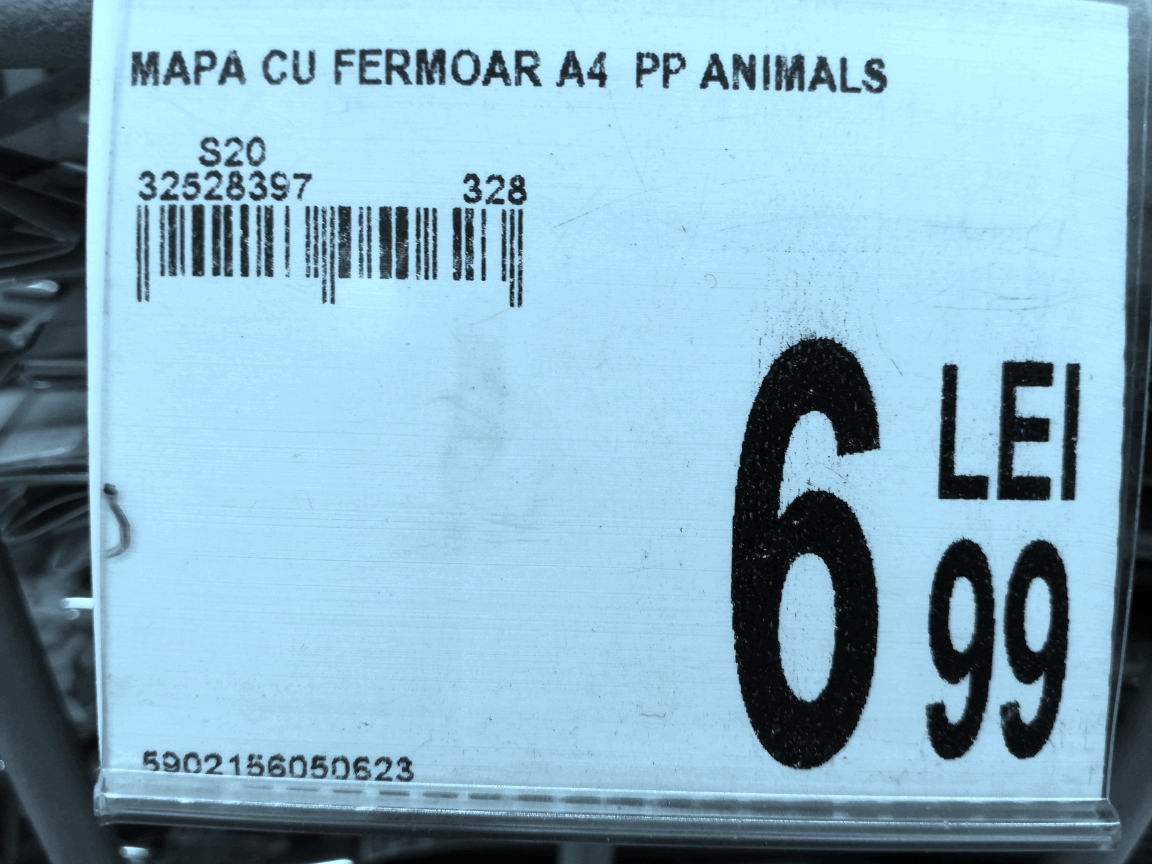 MAPA CU FERMOAR A4 PP ANIMALS
S20
32528397 328
6 LEI
99
5902156050623